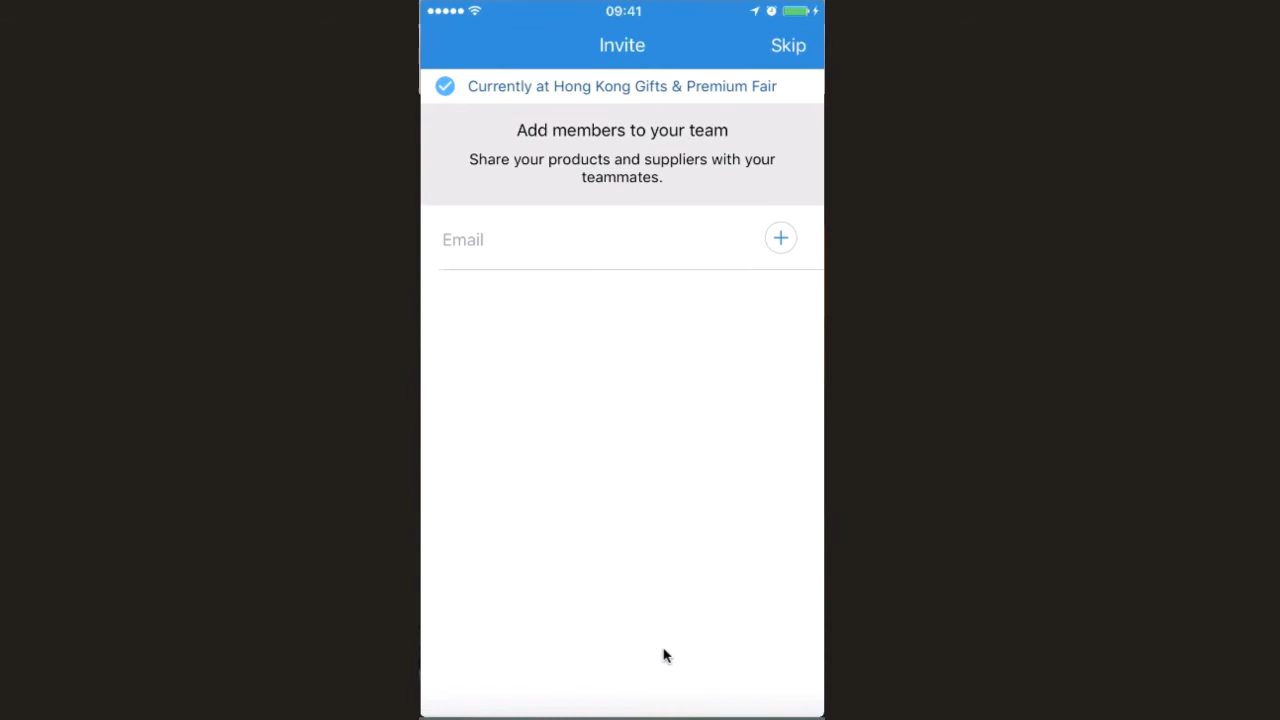 09:41
Invite
Skip
Currently at Hong Kong Gifts & Premium Fair
Add members to your team
Share your products and suppliers with your
teammates.
Email